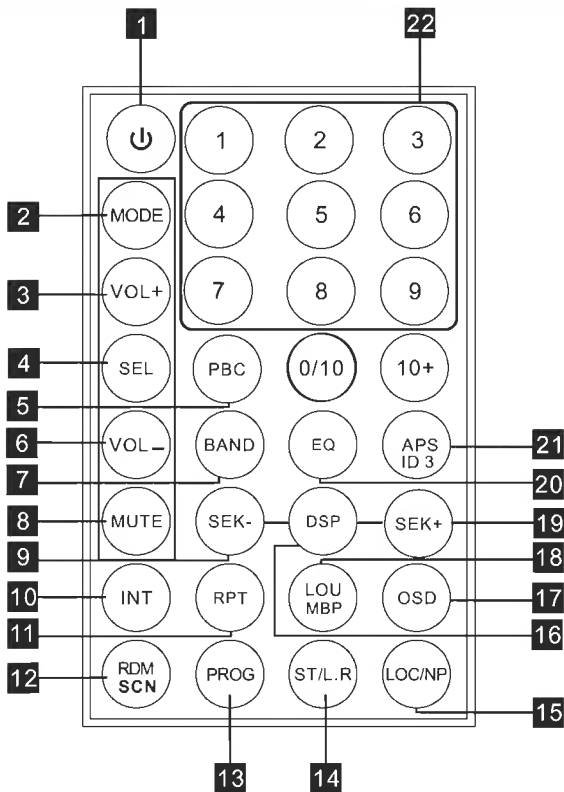 1
22
1
2
3
2
MODE
4
5
6
3
VOL+
7
8
9
4
SEL
PBC
0/10
10+
5
6
VOL–
BAND
EQ
APS
ID 3
21
7
20
8
MUTE
SEK-
DSP
SEK+
19
9
18
10
INT
RPT
LOU
MBP
OSD
17
11
16
12
RDM
SCN
PROG
ST/L.R
LOC/NP
15
13
14